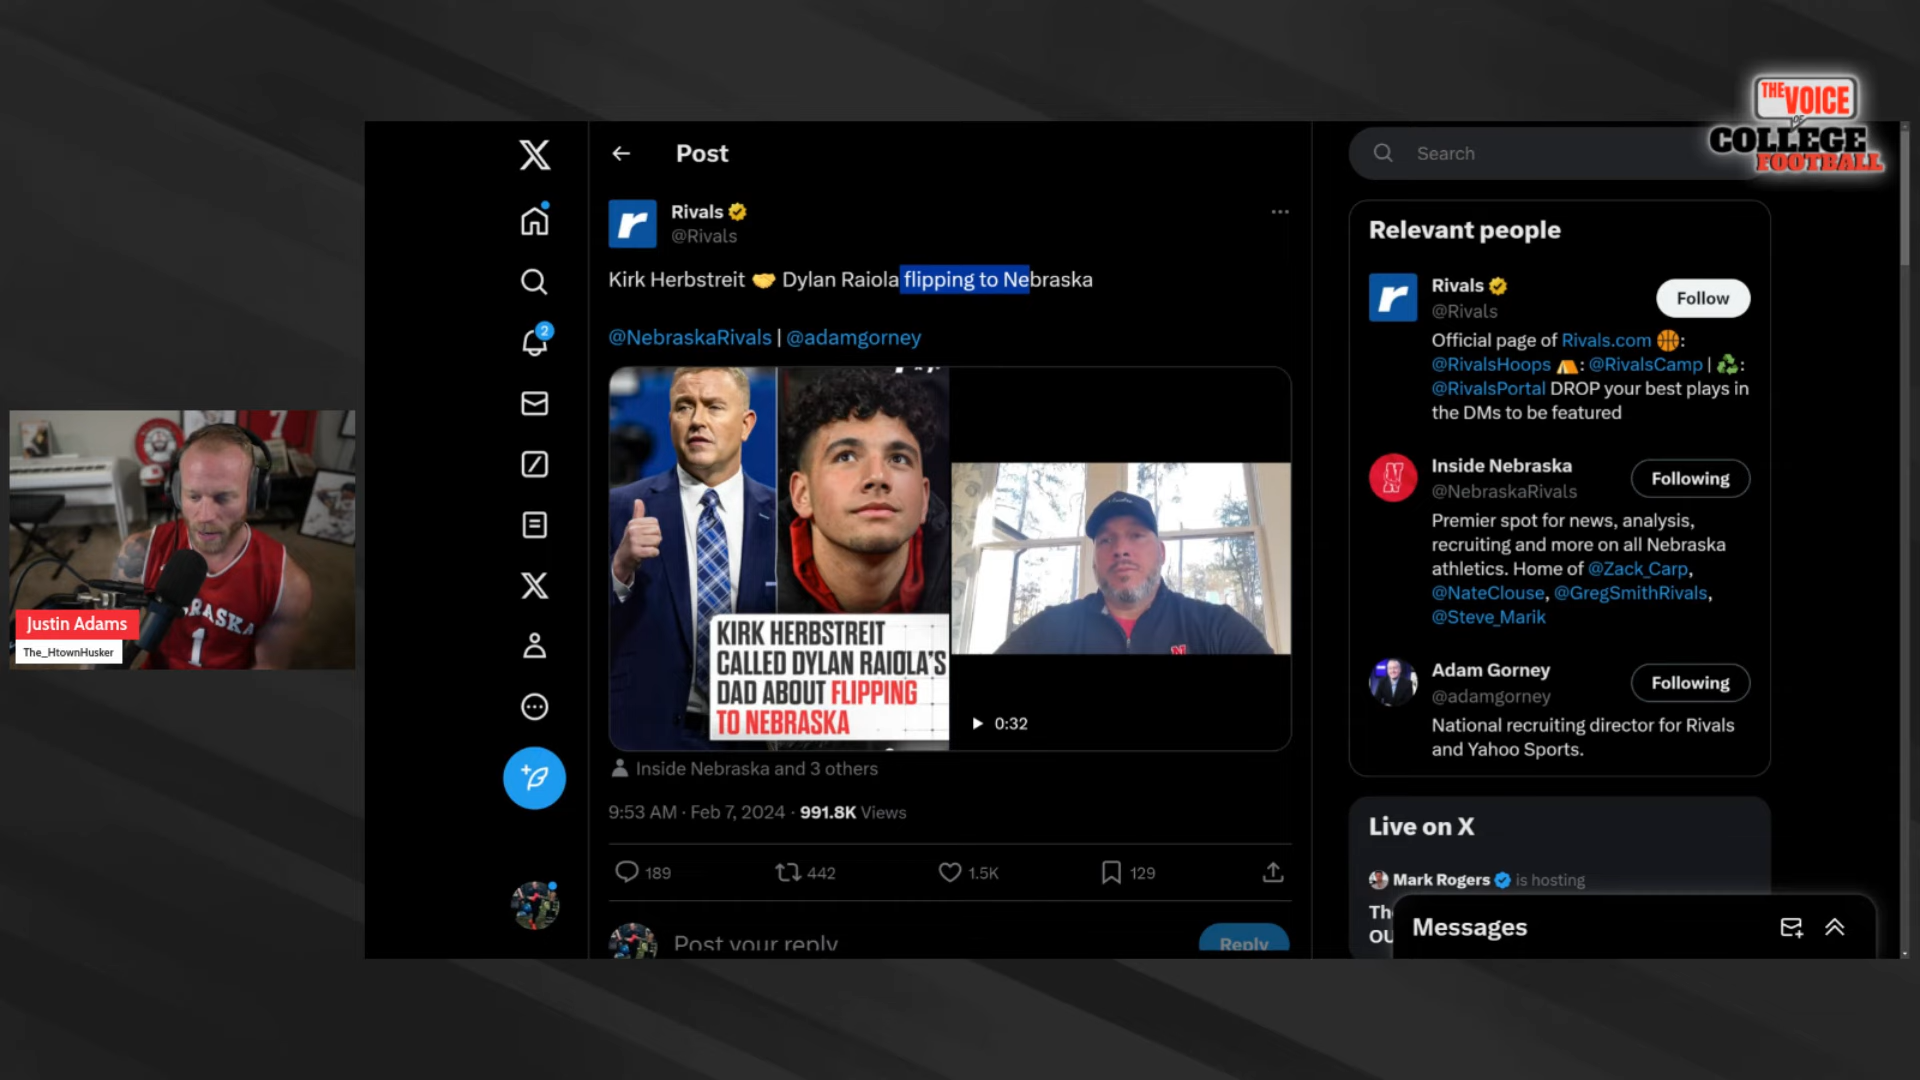 THE
VOICE
OF
COLLEGE
FOOTBALL
Post
Search
Rivals
@Rivals
Kirk Herbstreit 🤝 Dylan Raiola flipping to Nebraska
@NebraskaRivals | @adamgorney
KIRK HERBSTREIT
CALLED DYLAN RAIOLA'S
DAD ABOUT FLIPPING
TO NEBRASKA
0:32
Inside Nebraska and 3 others
9:53 AM · Feb 7, 2024 · 991.8K Views
189
442
1.5K
129
Post your reply
Reply
2
Relevant people
Rivals
@Rivals
Follow
Official page of Rivals.com 🏀:
@RivalsHoops ⛺: @RivalsCamp | ♻️:
@RivalsPortal DROP your best plays in
the DMs to be featured
Inside Nebraska
@NebraskaRivals
Following
Premier spot for news, analysis,
recruiting and more on all Nebraska
athletics. Home of @Zack_Carp,
@NateClouse, @GregSmithRivals,
@Steve_Marik
Adam Gorney
@adamgorney
Following
National recruiting director for Rivals
and Yahoo Sports.
Live on X
Mark Rogers is hosting
Th
OU
Messages
RASKA
1
Justin Adams
The_HtownHusker